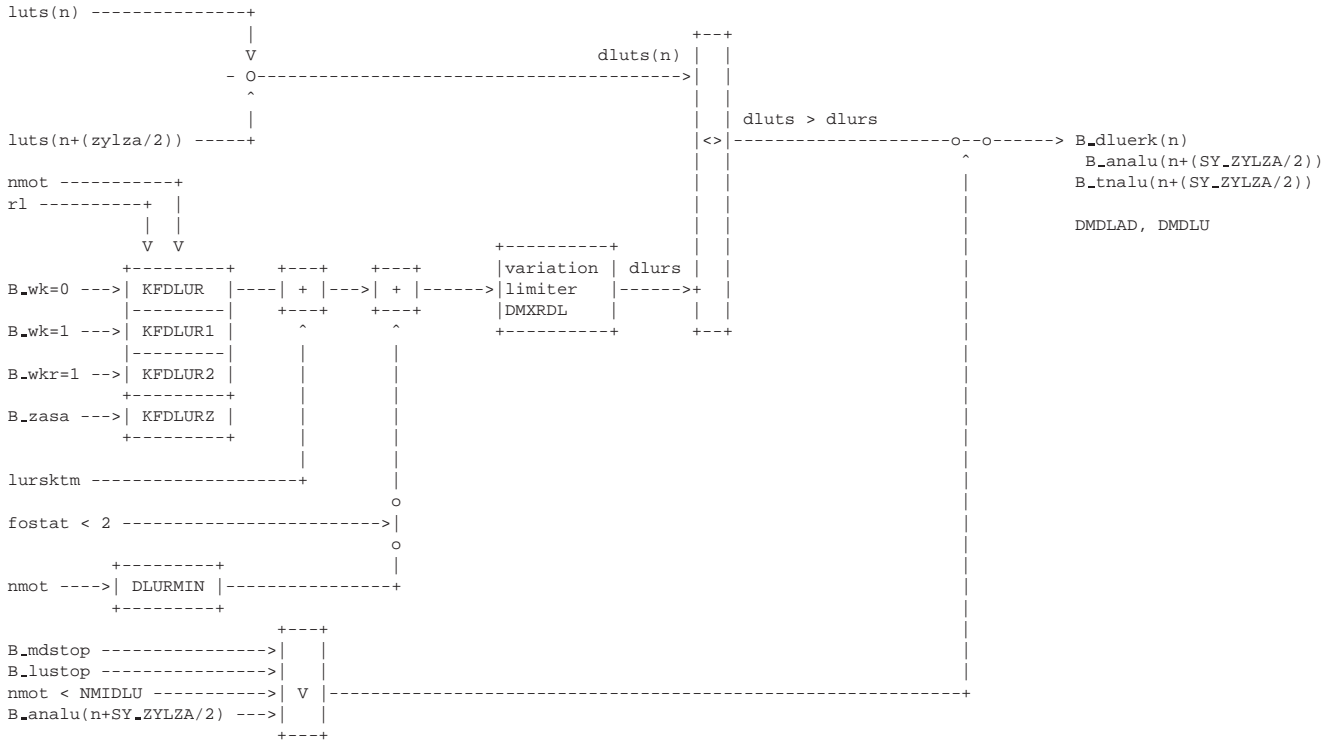 luts(n)
dluts(n)
-
dluts > dlurs
luts(n+(zylza/2))
<>
B_dluerk(n)
B_analu(n+(SY_ZYLZA/2))
nmot
B_tnalu(n+(SY_ZYLZA/2))
rl
DMDLAD, DMDLU
variation
dlurs
B_wk=0
KFDLUR
+
+
limiter
DMXRDL
B_wk=1
KFDLUR1
B_wkr=1
KFDLUR2
B_zasa
KFDLURZ
lursktm
fostat < 2
nmot
DLURMIN
B_mdstop
B_lustop
nmot < NMIDLU
V
B_analu(n+SY_ZYLZA/2)